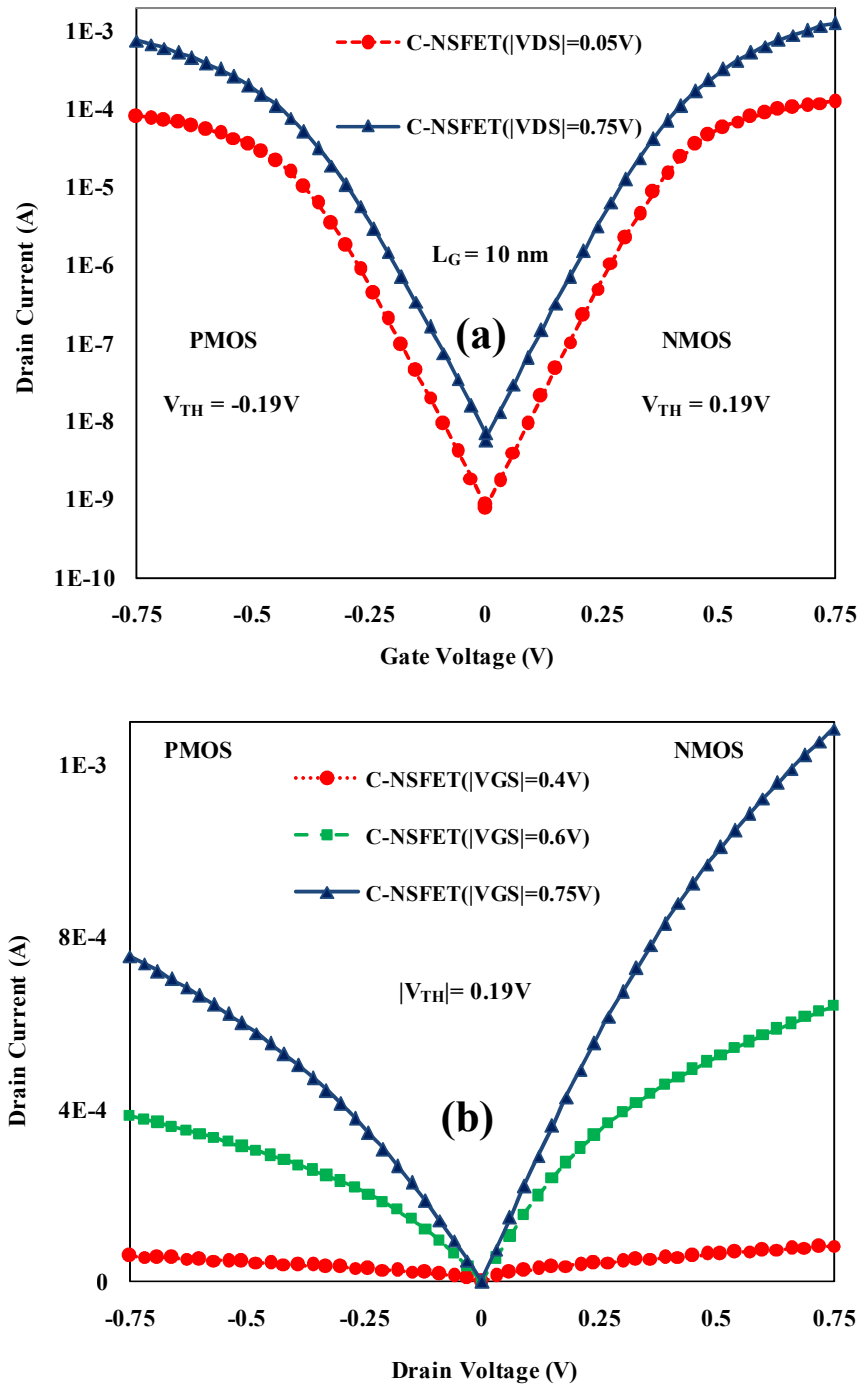 1E-3
1E-4
1E-5
1E-6
1E-7
1E-8
1E-9
1E-10
Drain Current (A)
C-NSFET(|VDS|=0.05V)
C-NSFET(|VDS|=0.75V)
L_G = 10 nm
(a)
PMOS
NMOS
V_TH = -0.19V
V_TH = 0.19V
-0.75
-0.5
-0.25
0
0.25
0.5
0.75
Gate Voltage (V)
PMOS
NMOS
C-NSFET(|VGS|=0.4V)
C-NSFET(|VGS|=0.6V)
C-NSFET(|VGS|=0.75V)
1E-3
8E-4
4E-4
0
Drain Current (A)
|V_TH|= 0.19V
(b)
-0.75
-0.5
-0.25
0
0.25
0.5
0.75
Drain Voltage (V)